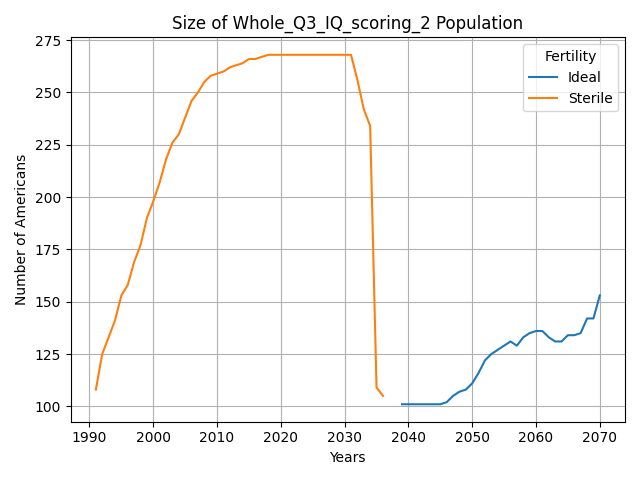 Size of Whole_Q3_IQ_scoring_2 Population
Number of Americans
275
250
225
200
175
150
125
100
Fertility
Ideal
Sterile
1990 2000 2010 2020 2030 2040 2050 2060 2070
Years